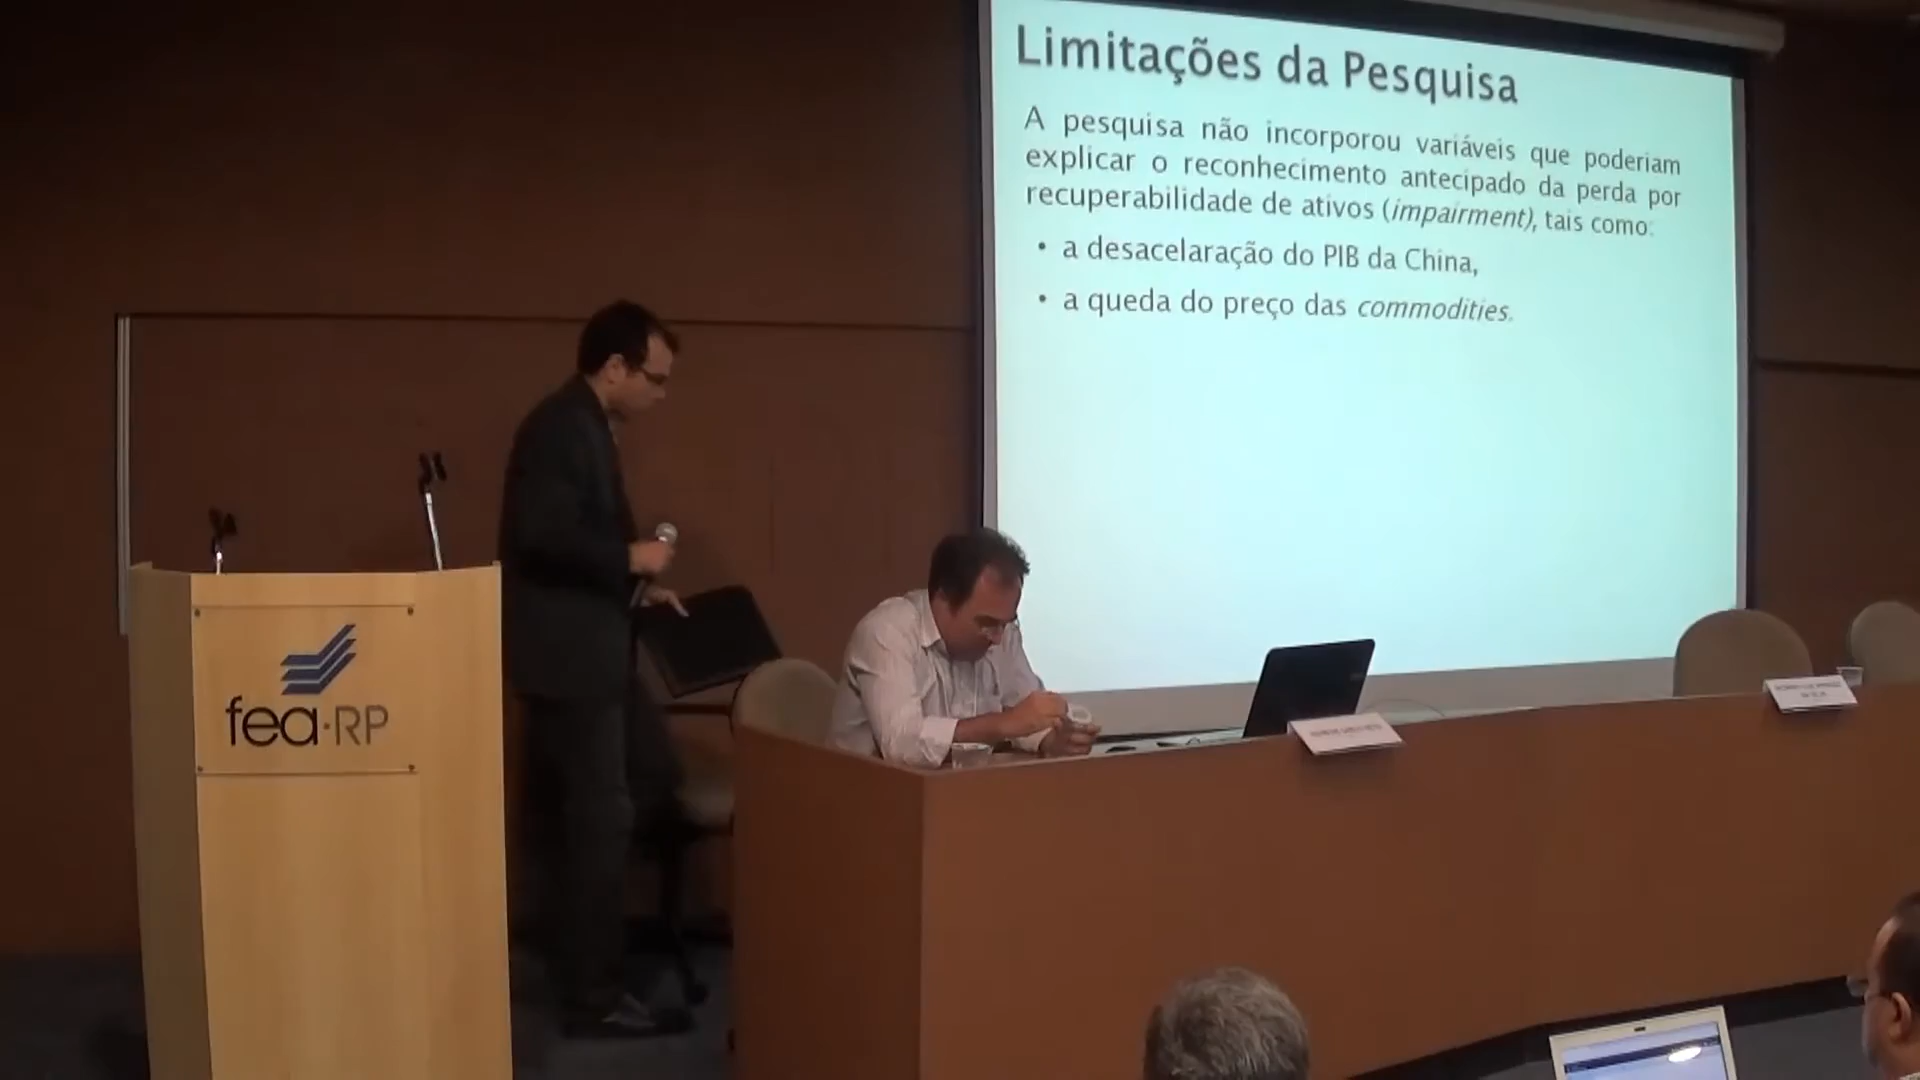 Limitações da Pesquisa
A pesquisa não incorporou variáveis que poderiam
explicar o reconhecimento antecipado da perda por
recuperabilidade de ativos (impairment), tais como:
• a desacelaração do PIB da China,
• a queda do preço das commodities.
fea-RP